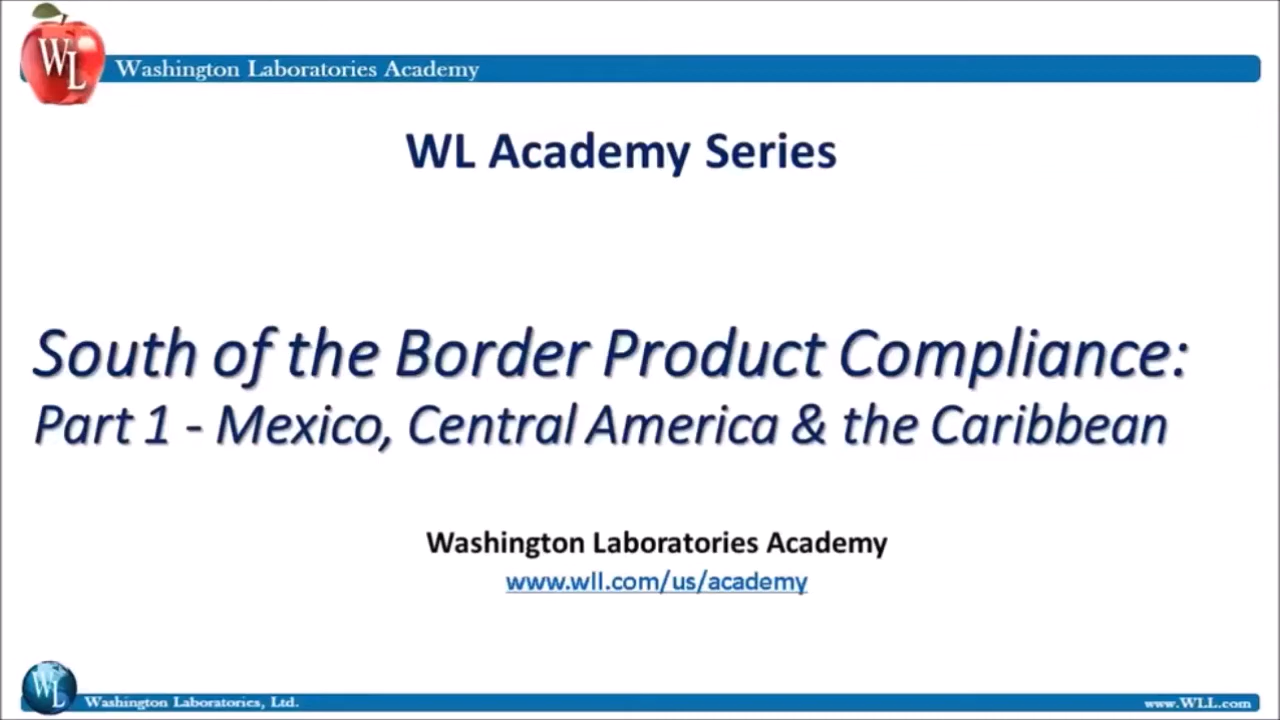 WL
Washington Laboratories Academy
WL Academy Series
South of the Border Product Compliance:
Part 1 - Mexico, Central America & the Caribbean
Washington Laboratories Academy
www.wll.com/us/academy
WL
Washington Laboratories, Ltd.
www.WLL.com